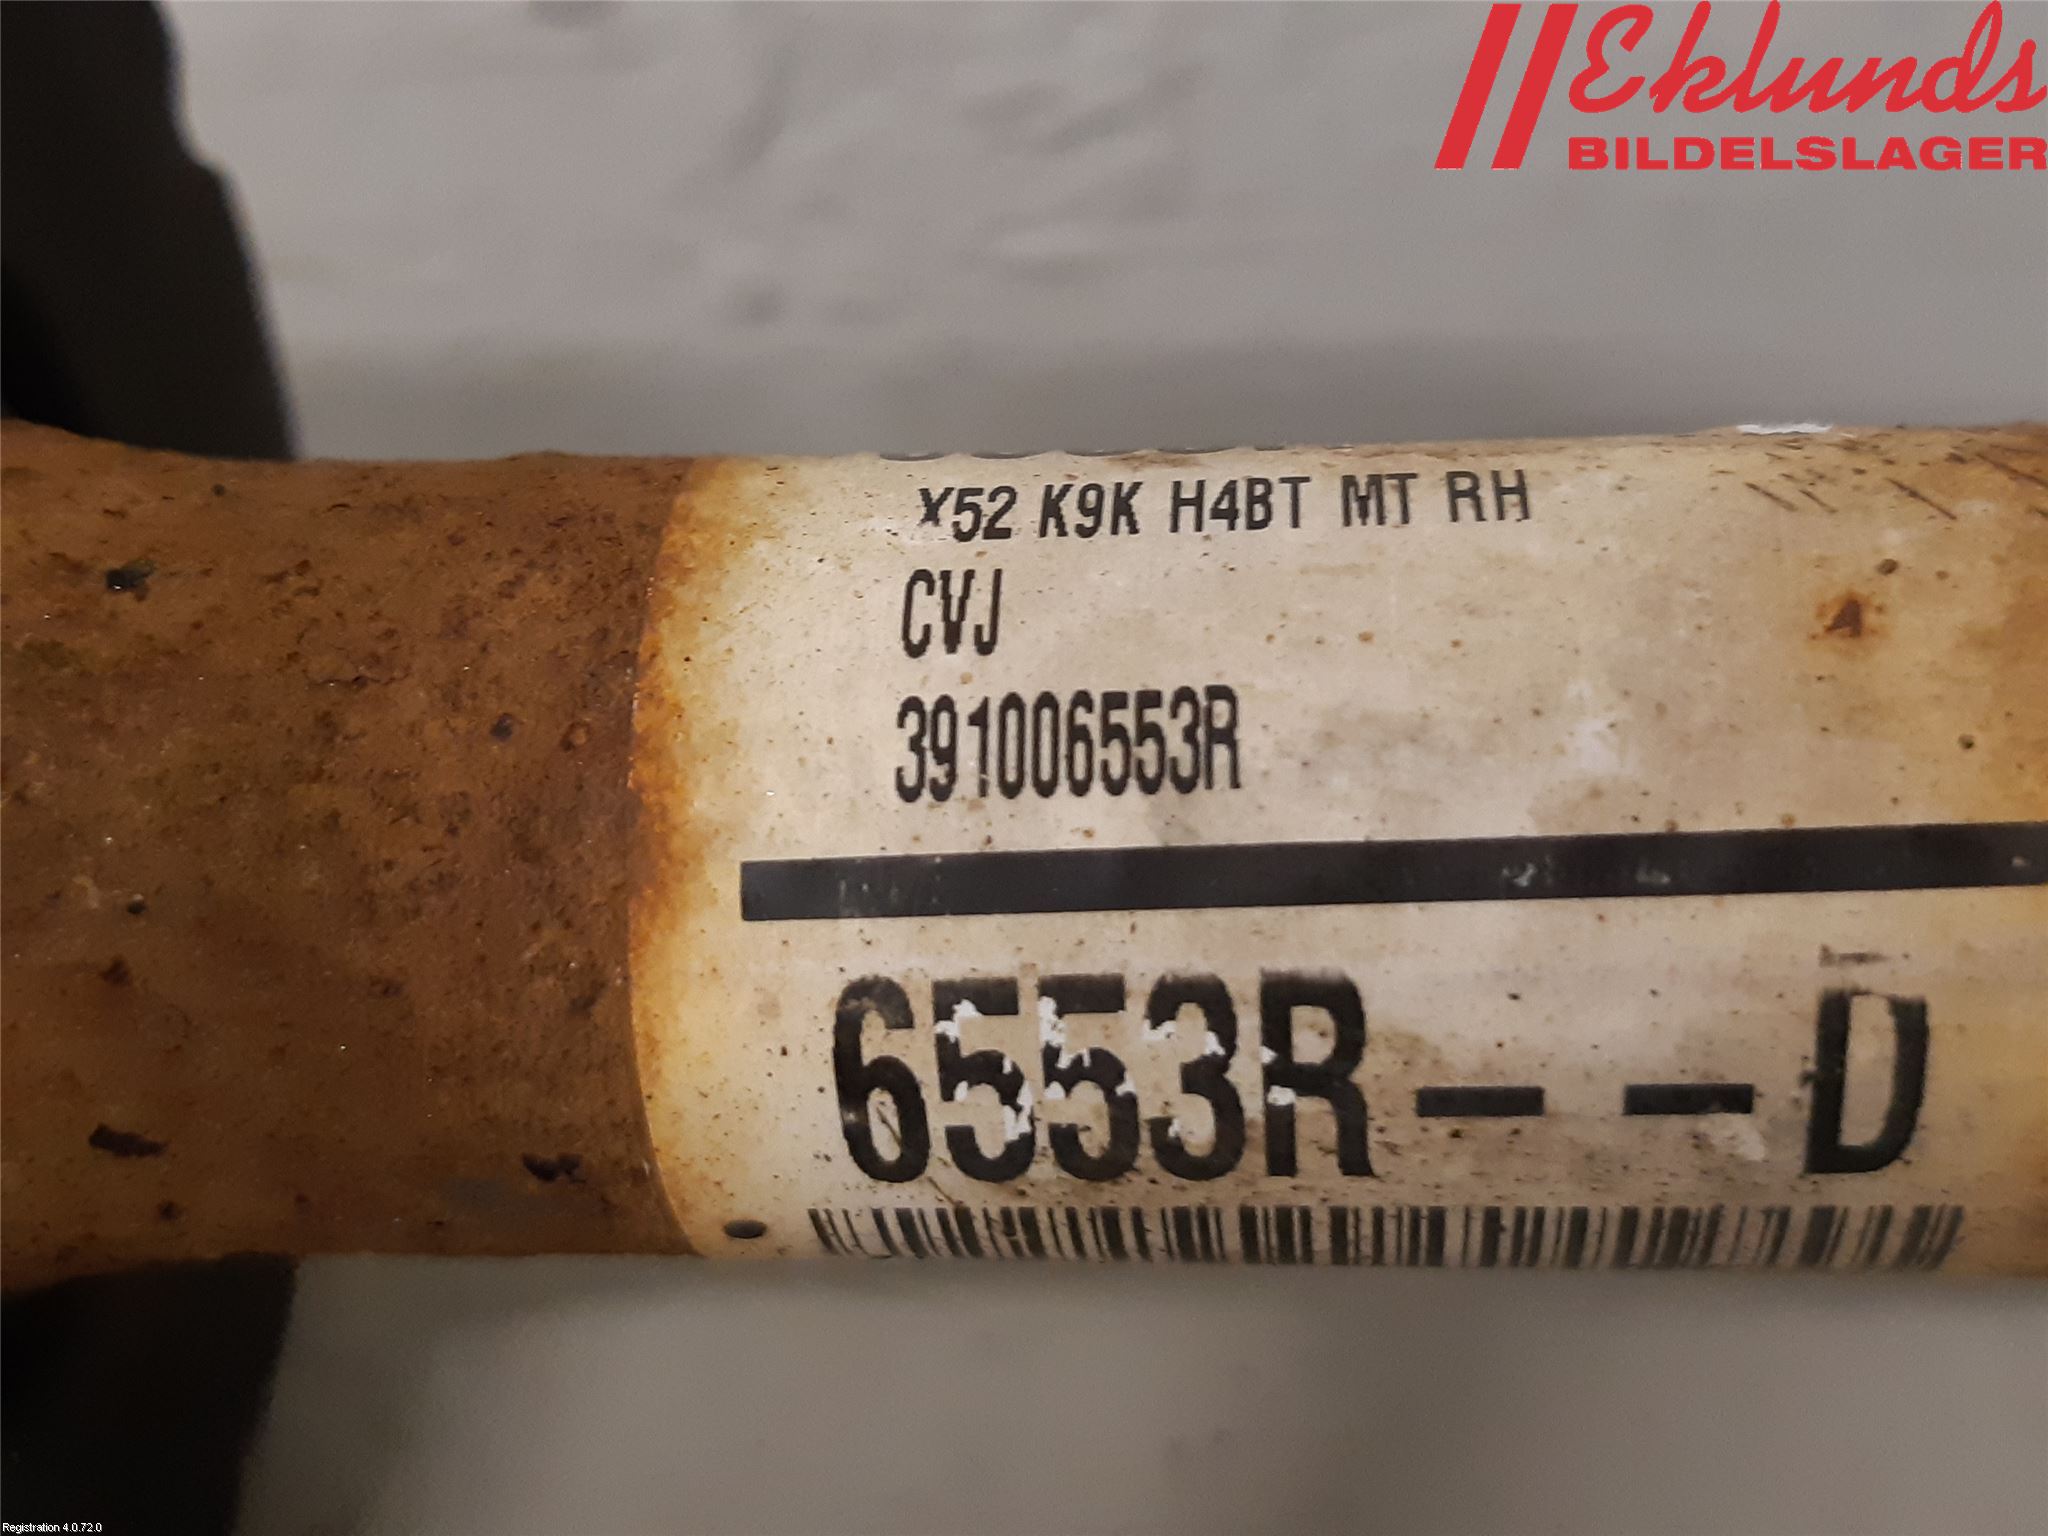 Eklunds
BILDELSLAGER
X52 K9K H4BT MT RH
CVJ
391006553R
6553R--D
Registration 4.0.72.0